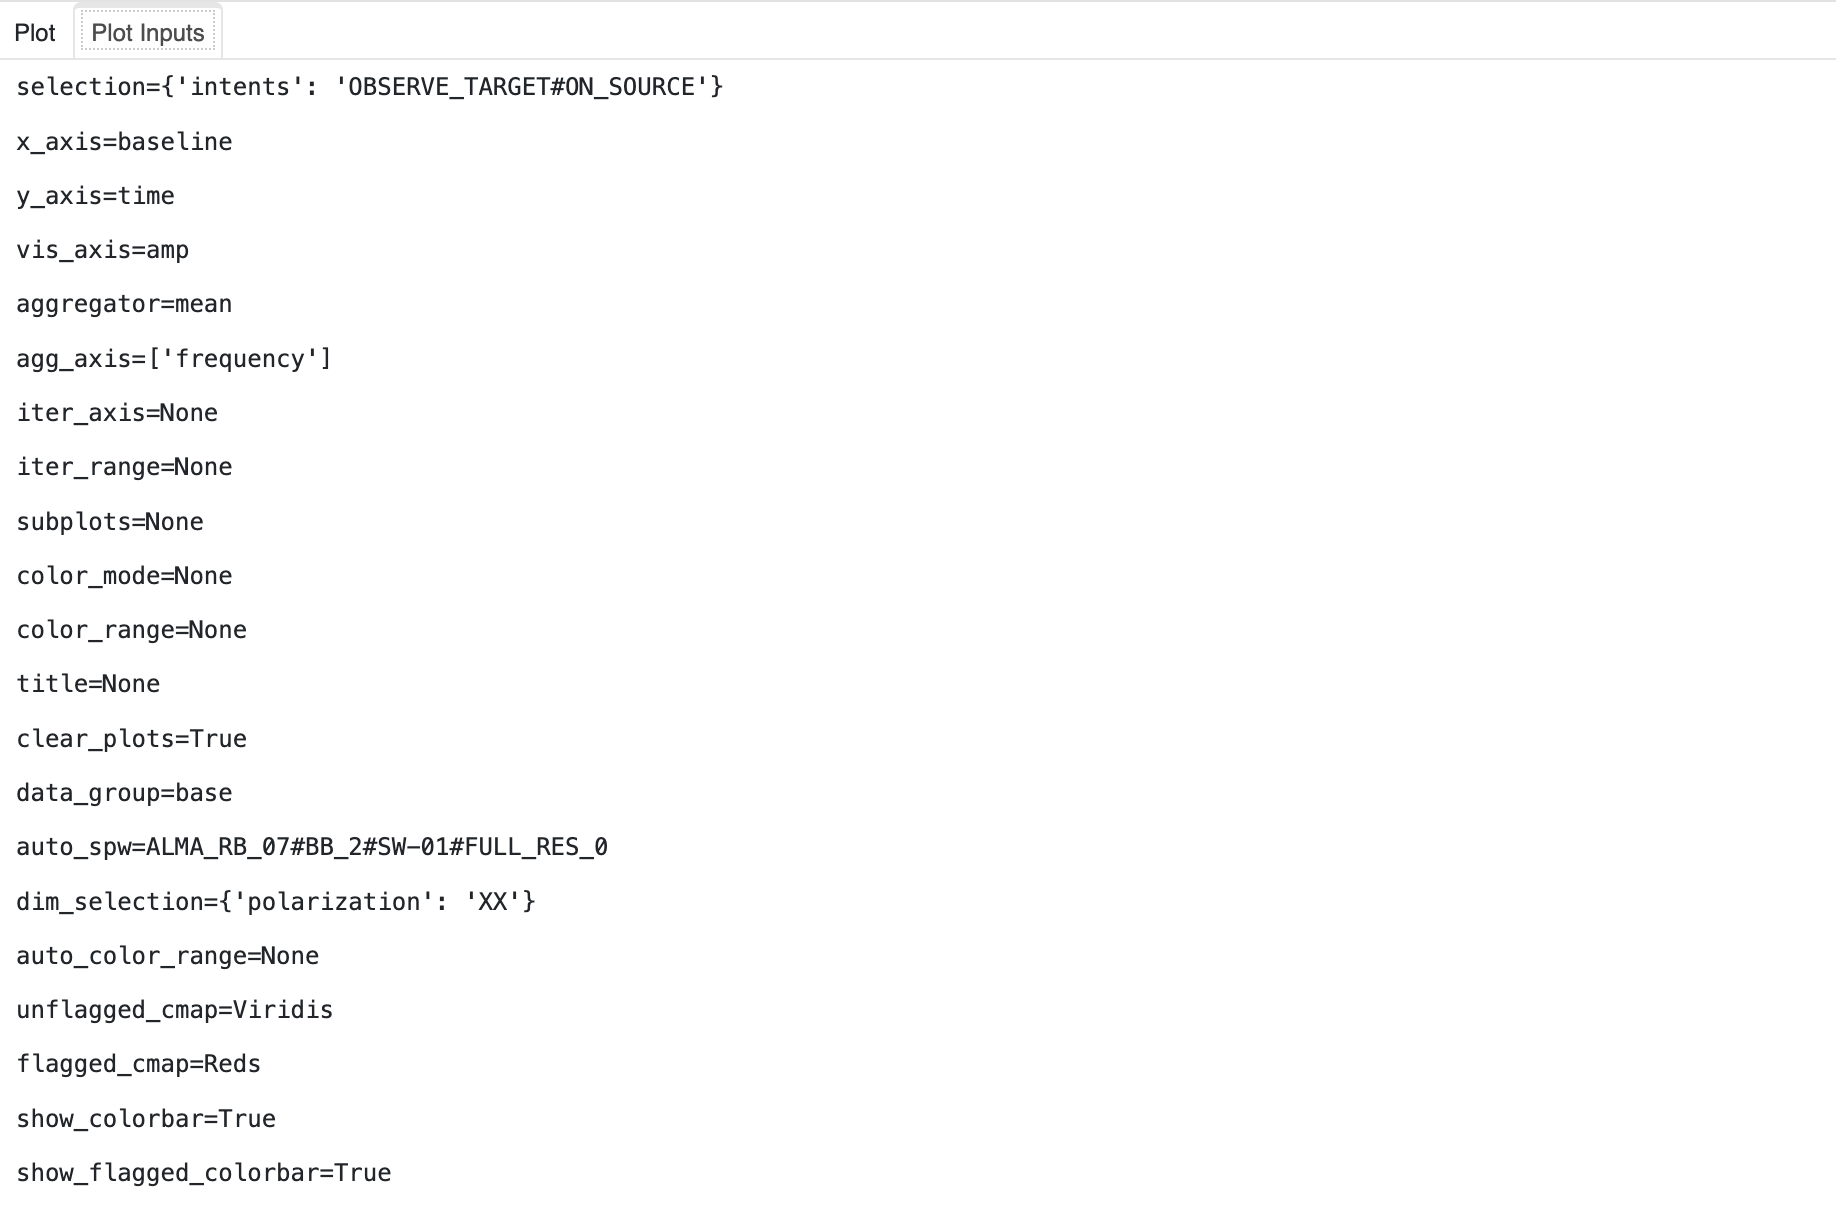 Plot Plot Inputs
selection={'intents': 'OBSERVE_TARGET#ON_SOURCE'}
x_axis=baseline
y_axis=time
vis_axis=amp
aggregator=mean
agg_axis=['frequency']
iter_axis=None
iter_range=None
subplots=None
color_mode=None
color_range=None
title=None
clear_plots=True
data_group=base
auto_spw=ALMA_RB_07#BB_2#SW-01#FULL_RES_0
dim_selection={'polarization': 'XX'}
auto_color_range=None
unflagged_cmap=Viridis
flagged_cmap=Reds
show_colorbar=True
show_flagged_colorbar=True